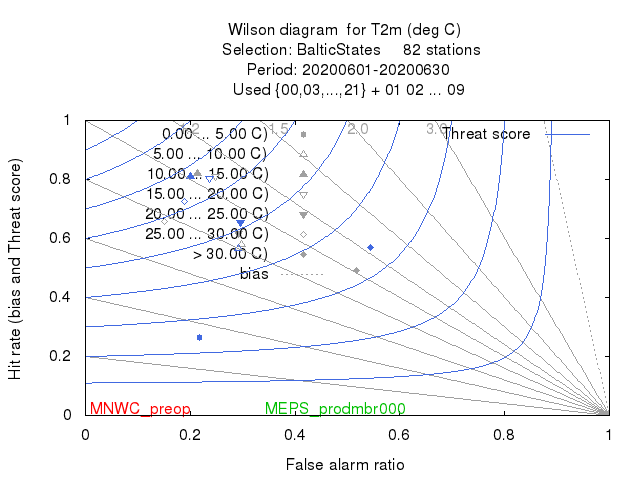 Wilson diagram for T2m (deg C)
Selection: BalticStates 82 stations
Period: 20200601-20200630
Used {00,03,...,21} + 01 02 ... 09
Hit rate (bias and Threat score)
1
0.8
0.6
0.4
0.2
0
1.2 1.5 2.0 3.0
Threat score
0.00 ... 5.00 C)
5.00 ... 10.00 C)
10.00 ... 15.00 C)
15.00 ... 20.00 C)
20.00 ... 25.00 C)
25.00 ... 30.00 C)
> 30.00 C)
bias
MNWC_preop MEPS_prodmbr000
0 0.2 0.4 0.6 0.8 1
False alarm ratio